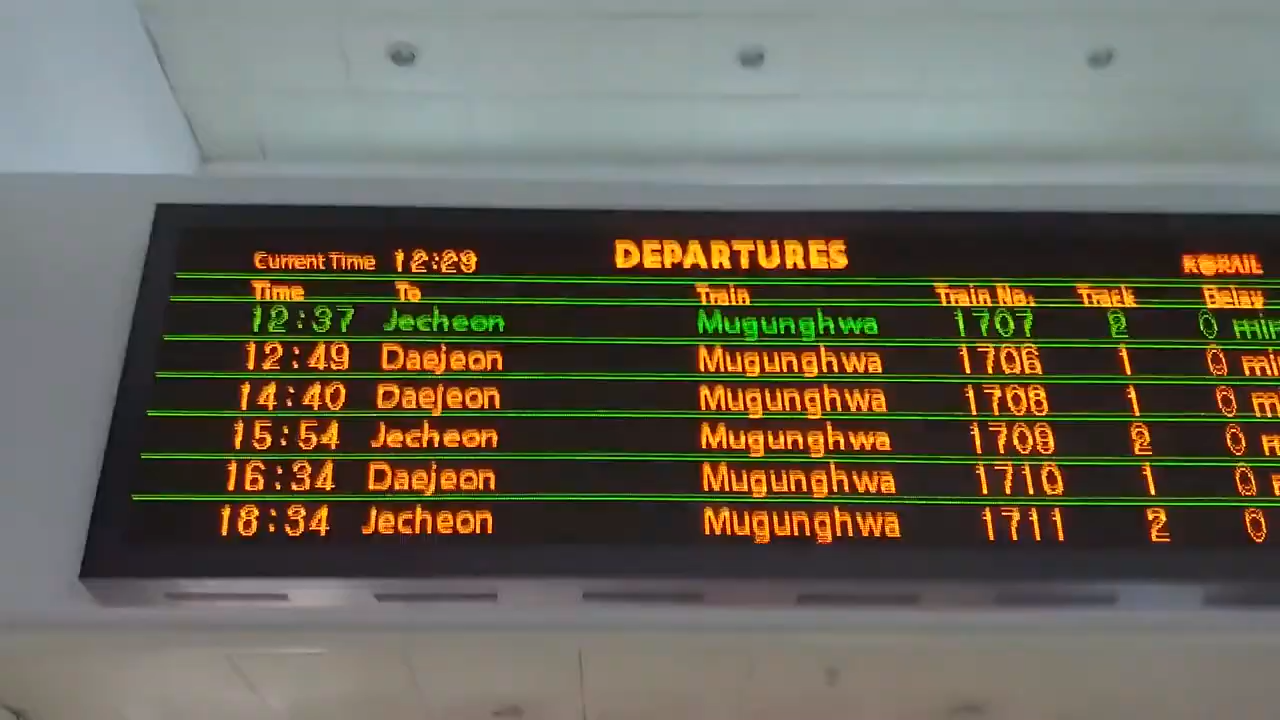 Current Time 12:29 DEPARTURES KORAIL
Time To Train Train No. Track Delay
12:37 Jecheon Mugunghwa 1707 2 0 min
12:49 Daejeon Mugunghwa 1706 1 0 min
14:40 Daejeon Mugunghwa 1708 1 0 m
15:54 Jecheon Mugunghwa 1709 2 0
16:34 Daejeon Mugunghwa 1710 1 0
18:34 Jecheon Mugunghwa 1711 2 0